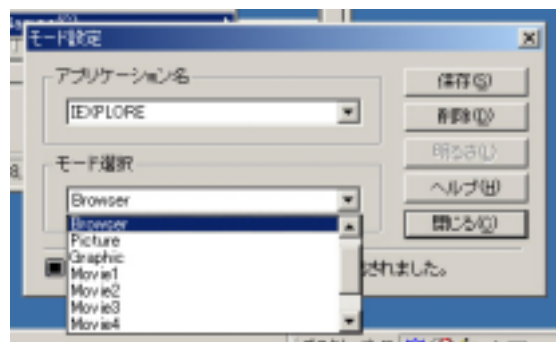 モード設定
アプリケーション名
IEXPLORE
モード選択
Browser
Browser
Picture
Graphic
Movie1
Movie2
Movie3
Movie4
保存(S)
削除(D)
明るさ(L)
ヘルプ(H)
閉じる(C)
されました。